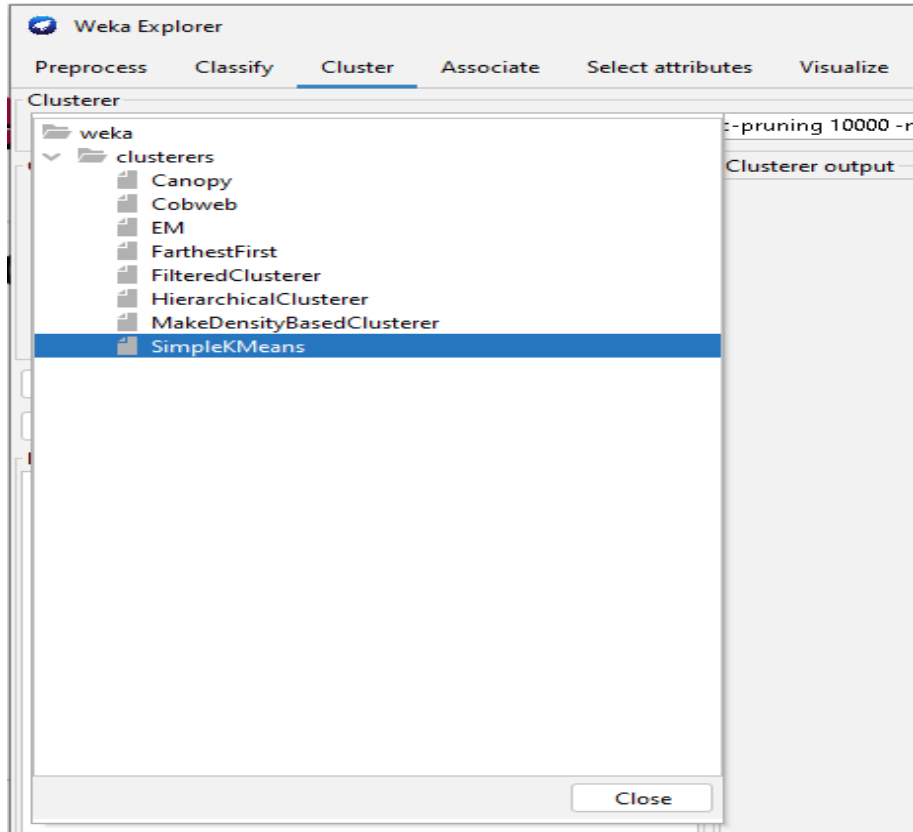 Weka Explorer
Preprocess Classify Cluster Associate Select attributes Visualize
Clusterer
weka
-pruning 10000 -
clusterers
Clusterer output
Canopy
Cobweb
EM
FarthestFirst
FilteredClusterer
HierarchicalClusterer
MakeDensityBasedClusterer
SimpleKMeans
Close